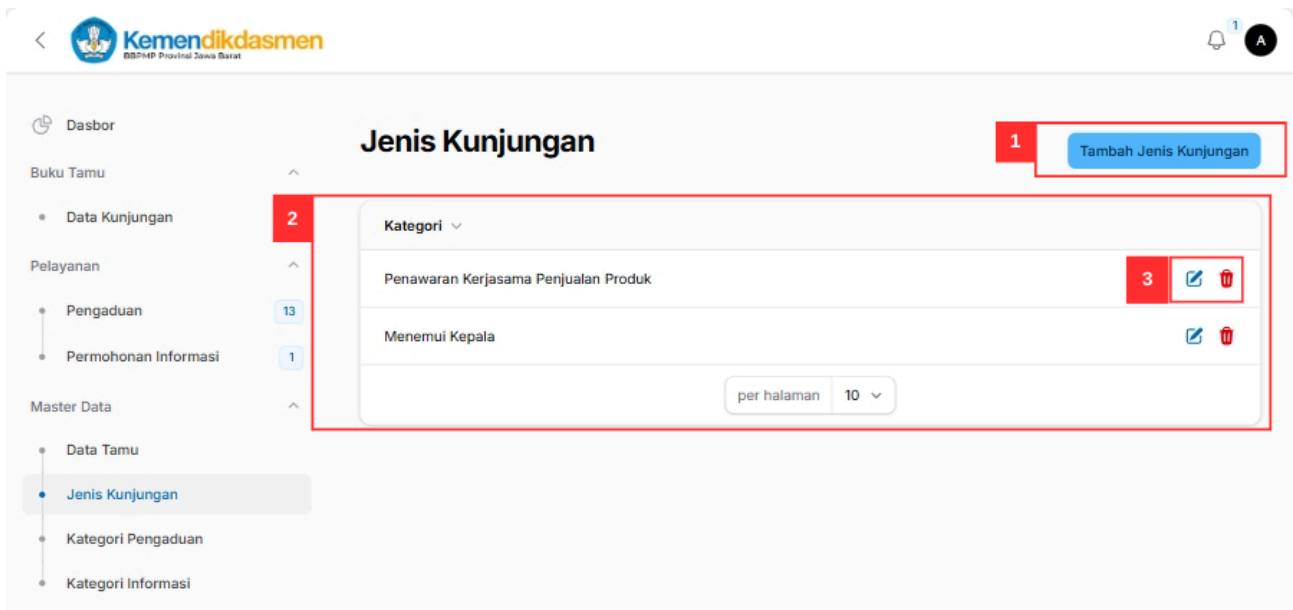 Kemendikdasmen
BBPMP Provinsi Jawa Barat
1
A
Dasbor
Buku Tamu
Data Kunjungan
Pelayanan
Pengaduan
13
Permohonan Informasi
1
Master Data
Data Tamu
Jenis Kunjungan
Kategori Pengaduan
Kategori Informasi
Jenis Kunjungan
1
Tambah Jenis Kunjungan
2
Kategori
Penawaran Kerjasama Penjualan Produk
3
Menemui Kepala
per halaman 10